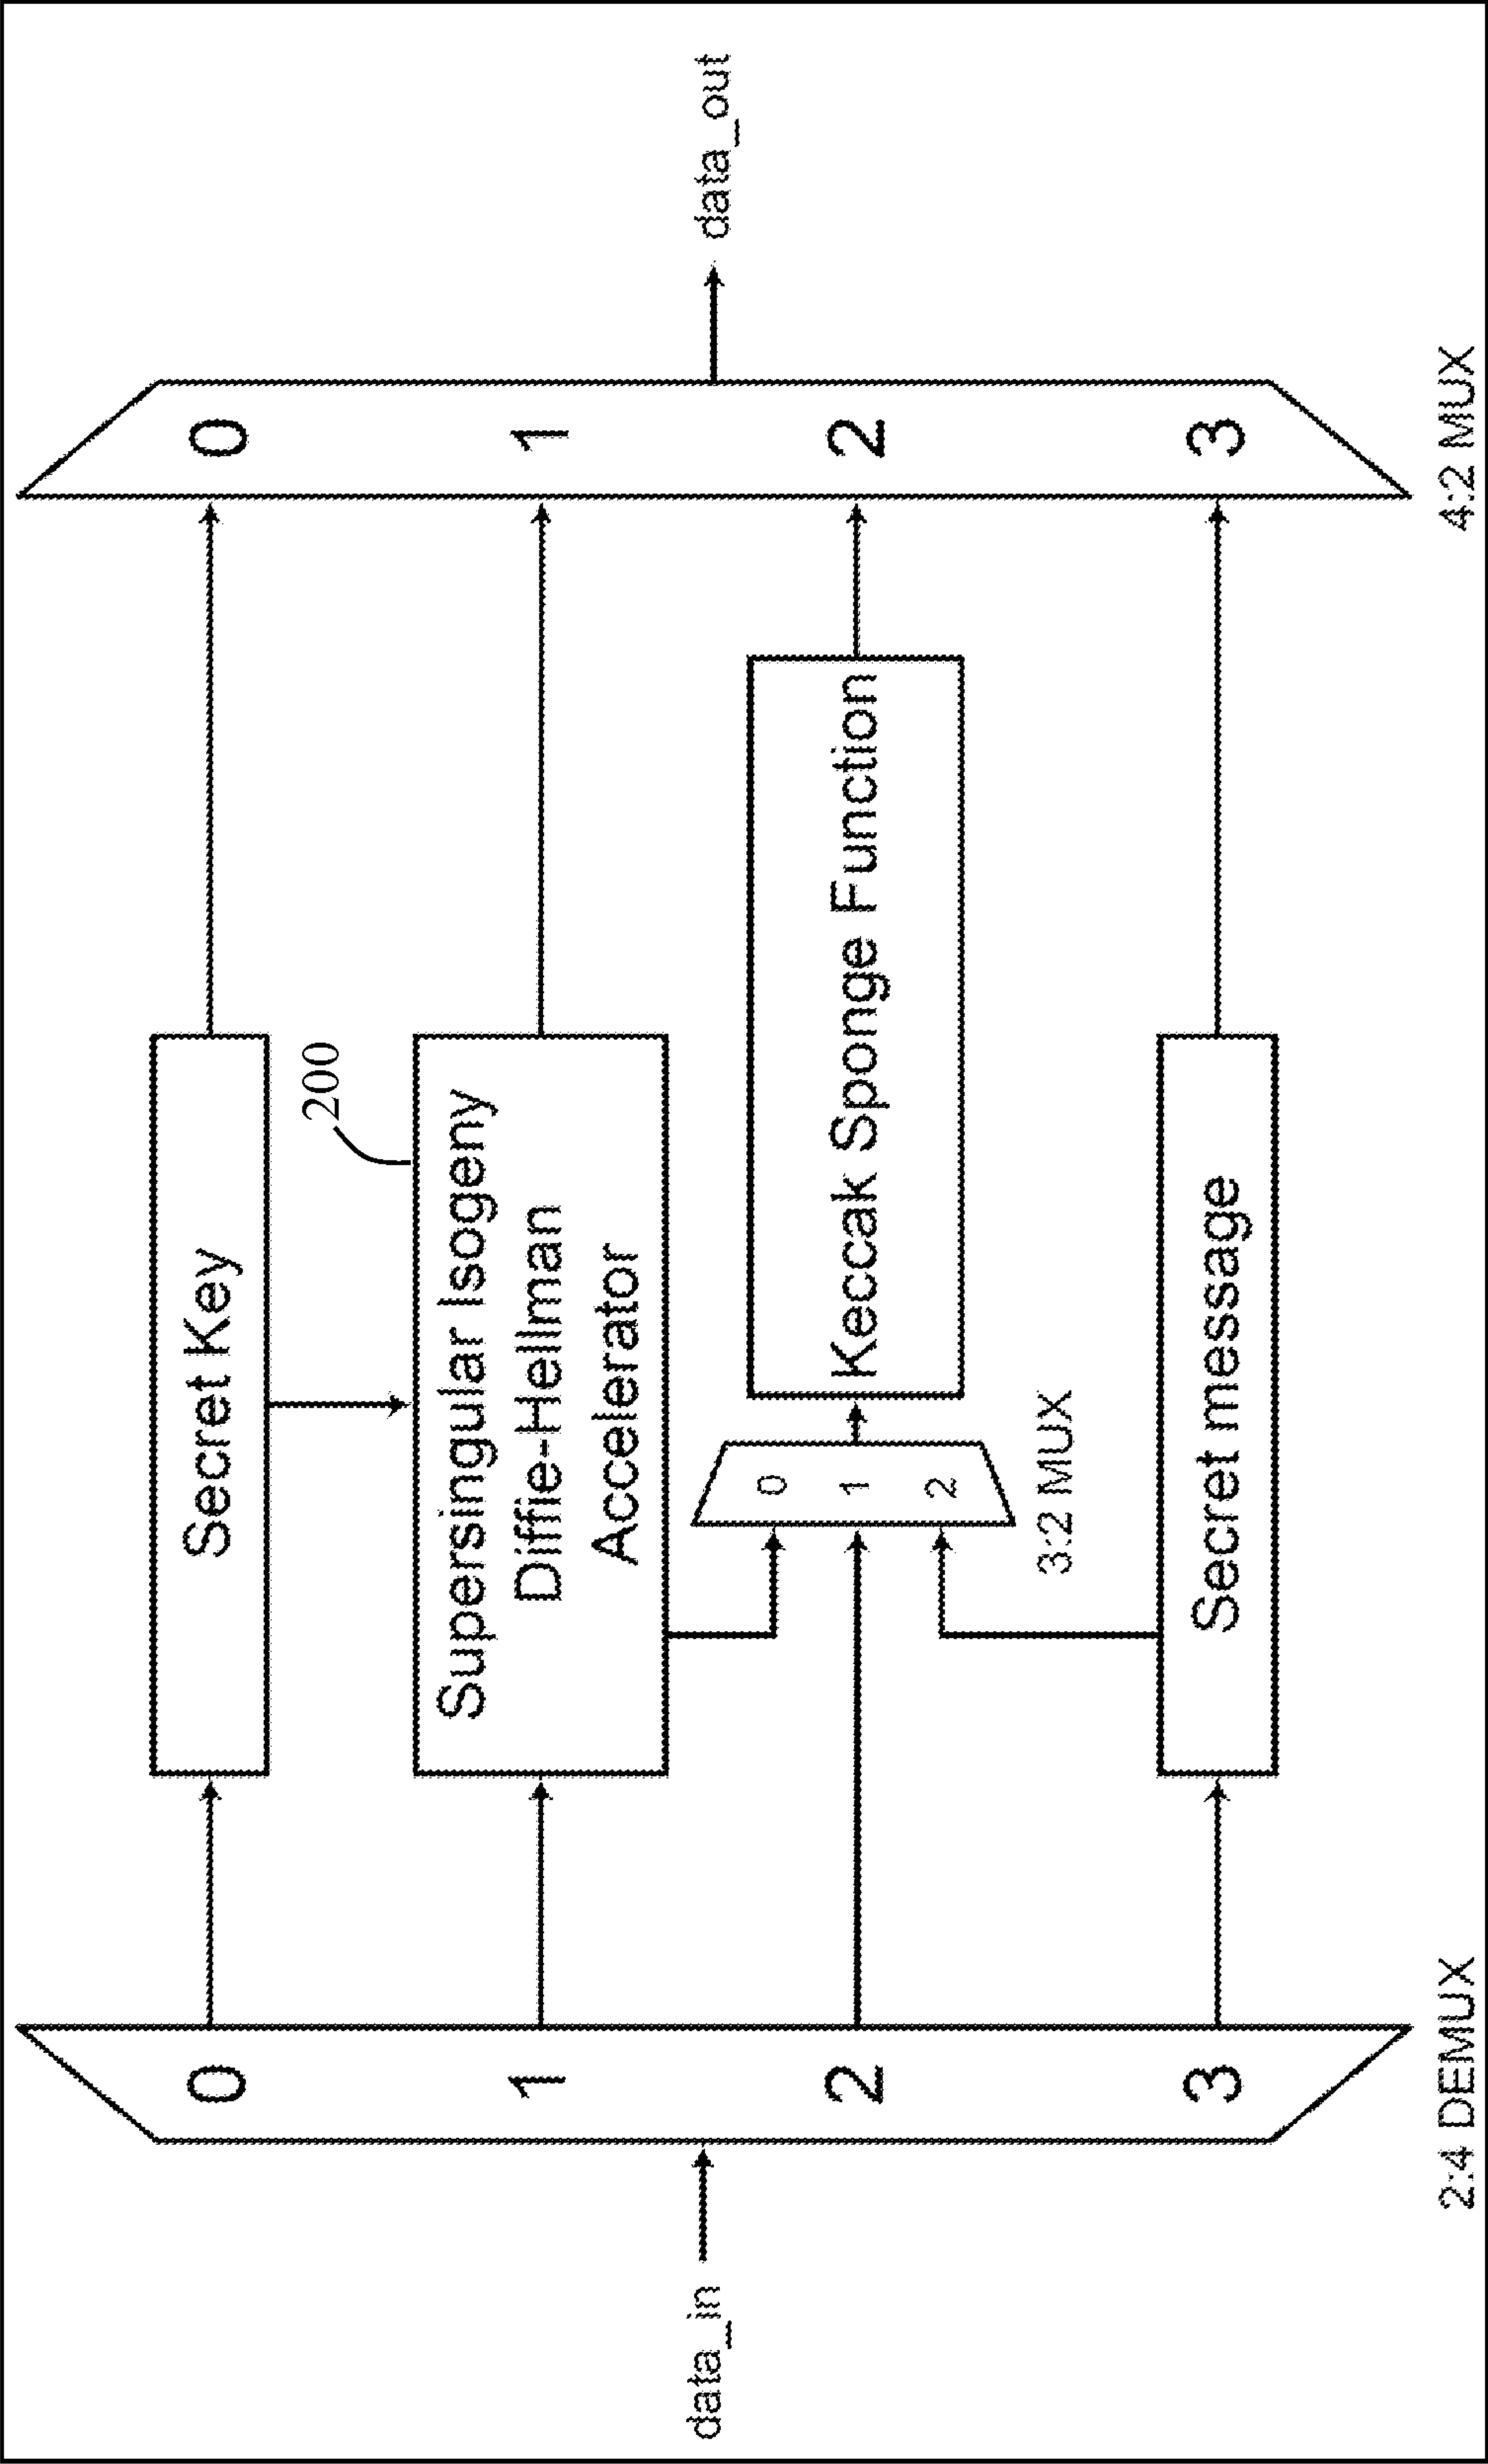 data_in
0
1
2
3
2:4 DEMUX
Secret Key
200
Supersingular Isogeny
Diffie-Hellman
Accelerator
0
1
2
3:2 MUX
Keccak Sponge Function
Secret message
0
1
2
3
4:2 MUX
data_out